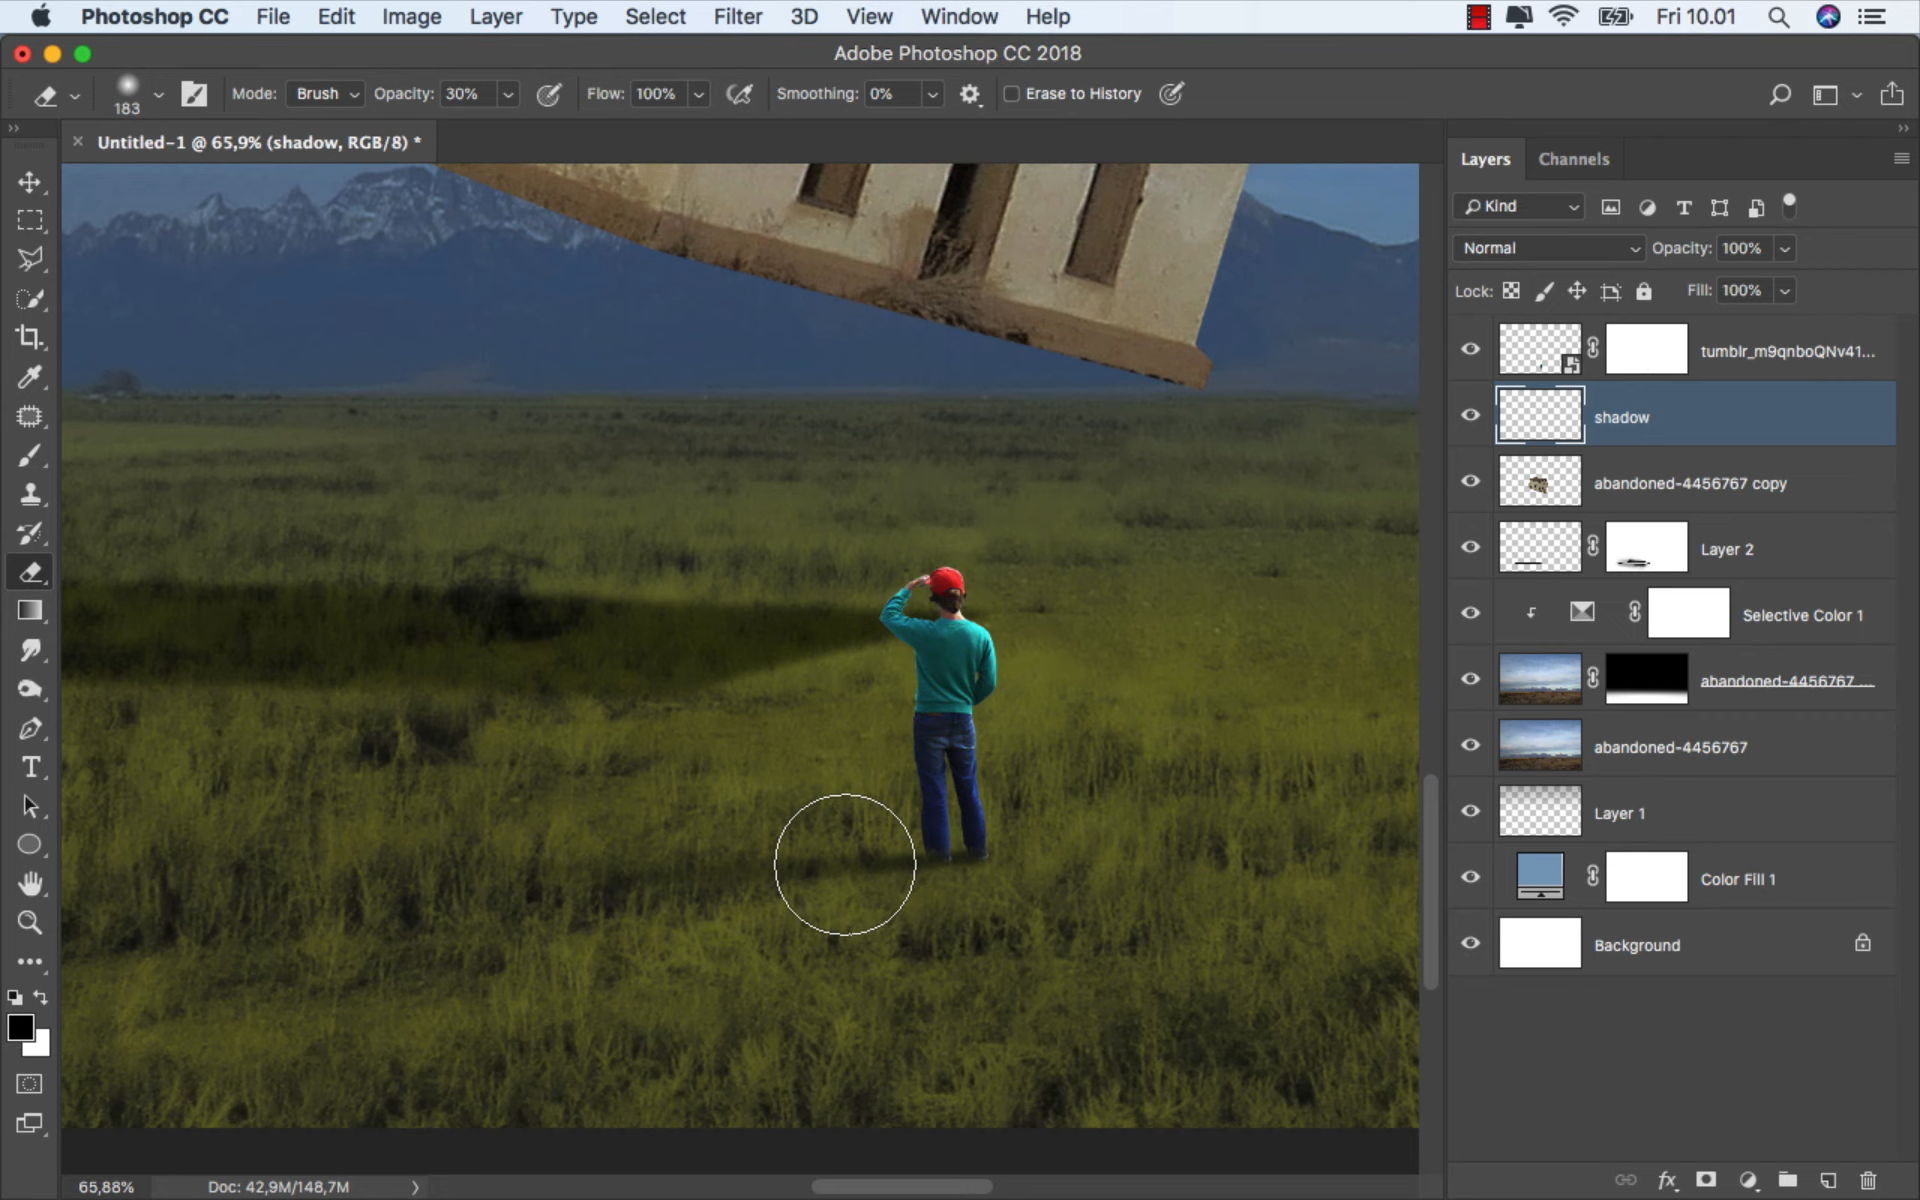 Photoshop CC File Edit Image Layer Type Select Filter 3D View Window Help Fri 10.01
Adobe Photoshop CC 2018
183 Mode: Brush Opacity: 30% Flow: 100% Smoothing: 0% Erase to History
Untitled-1 @ 65,9% (shadow, RGB/8) *
Layers Channels
Kind
Normal Opacity: 100%
Lock: Fill: 100%
tumblr_m9qnboQNv41...
shadow
abandoned-4456767 copy
Layer 2
Selective Color 1
abandoned-4456767 ...
abandoned-4456767
Layer 1
Color Fill 1
Background
65,88% Doc: 42,9M/148,7M